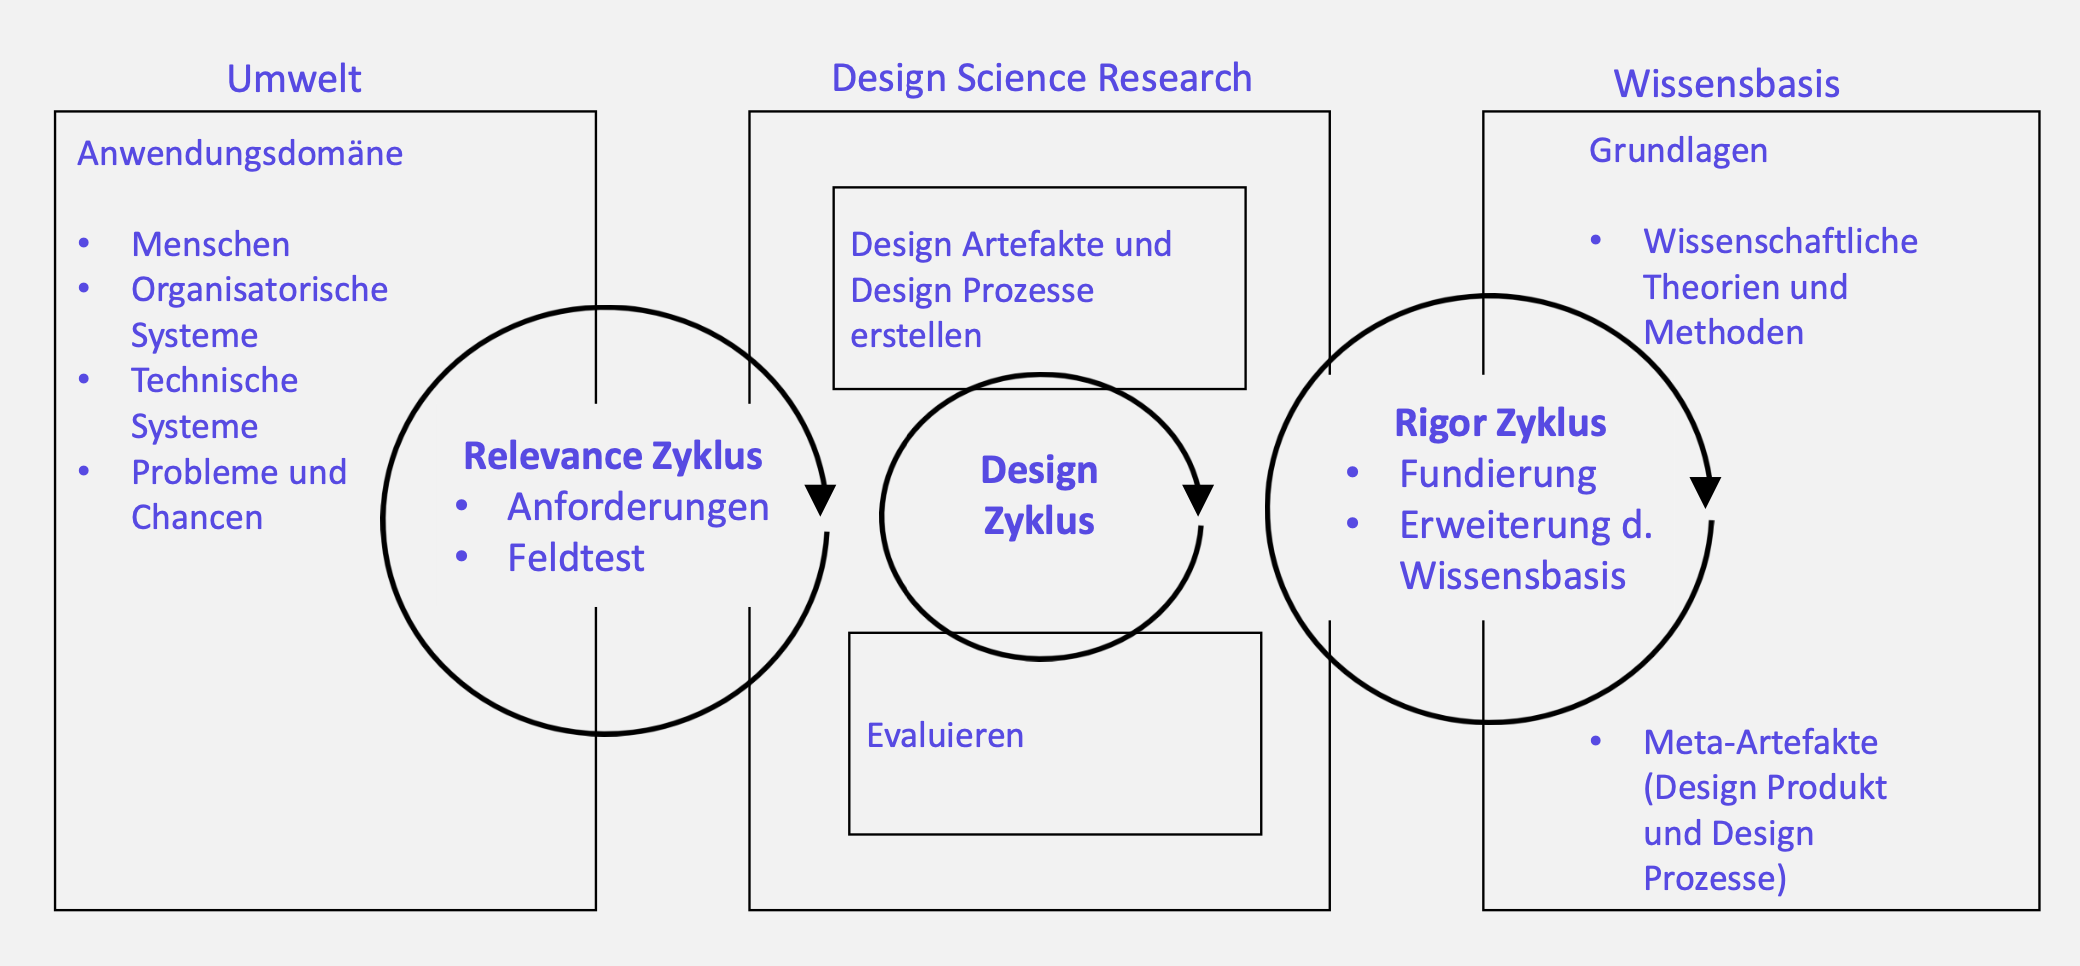 Umwelt
Anwendungsdomäne
• Menschen
• Organisatorische
Systeme
• Technische
Systeme
• Probleme und
Chancen
Relevance Zyklus
• Anforderungen
• Feldtest
Design Science Research
Design Artefakte und
Design Prozesse
erstellen
Design
Zyklus
Evaluieren
Wissensbasis
Grundlagen
• Wissenschaftliche
Theorien und
Methoden
Rigor Zyklus
• Fundierung
• Erweiterung d.
Wissensbasis
• Meta-Artefakte
(Design Produkt
und Design
Prozesse)